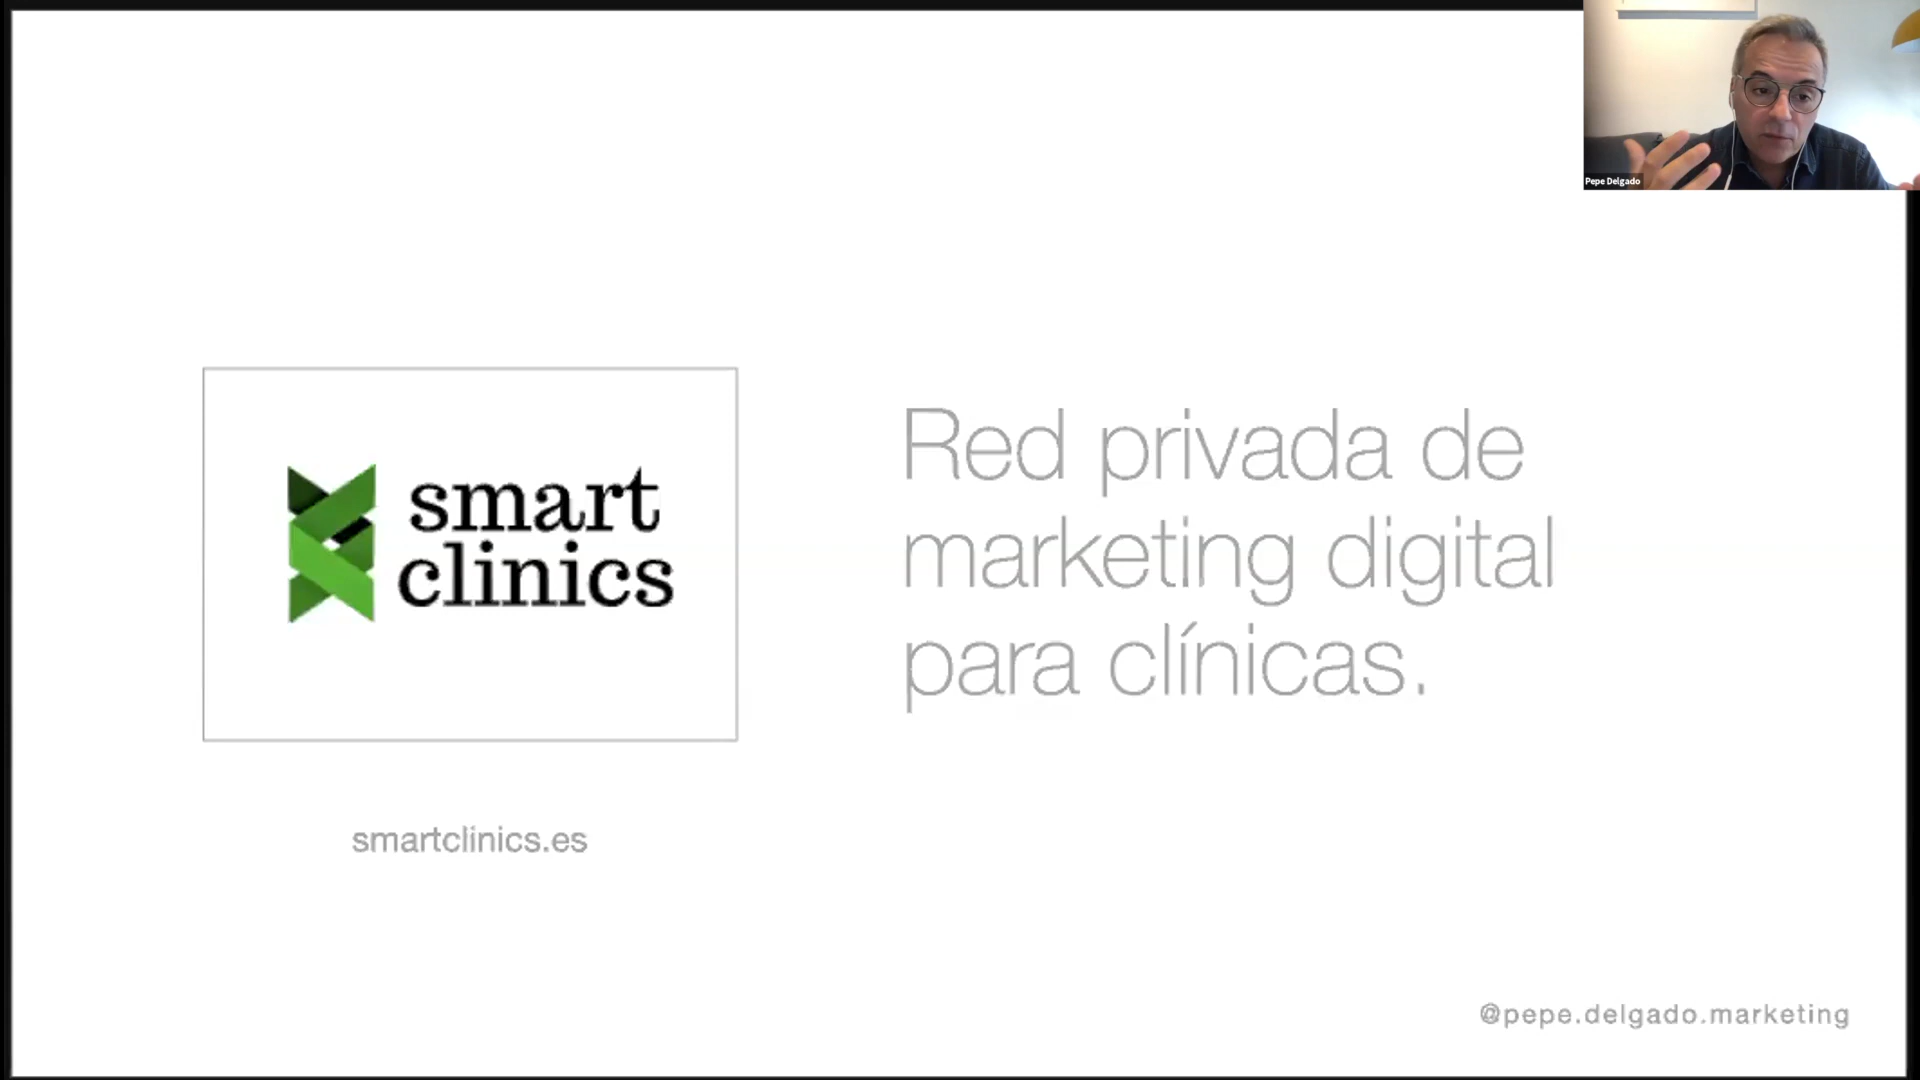 Pepe Delgado
smart
clinics
Red privada de
marketing digital
para clínicas.
smartclinics.es
@pepe.delgado.marketing